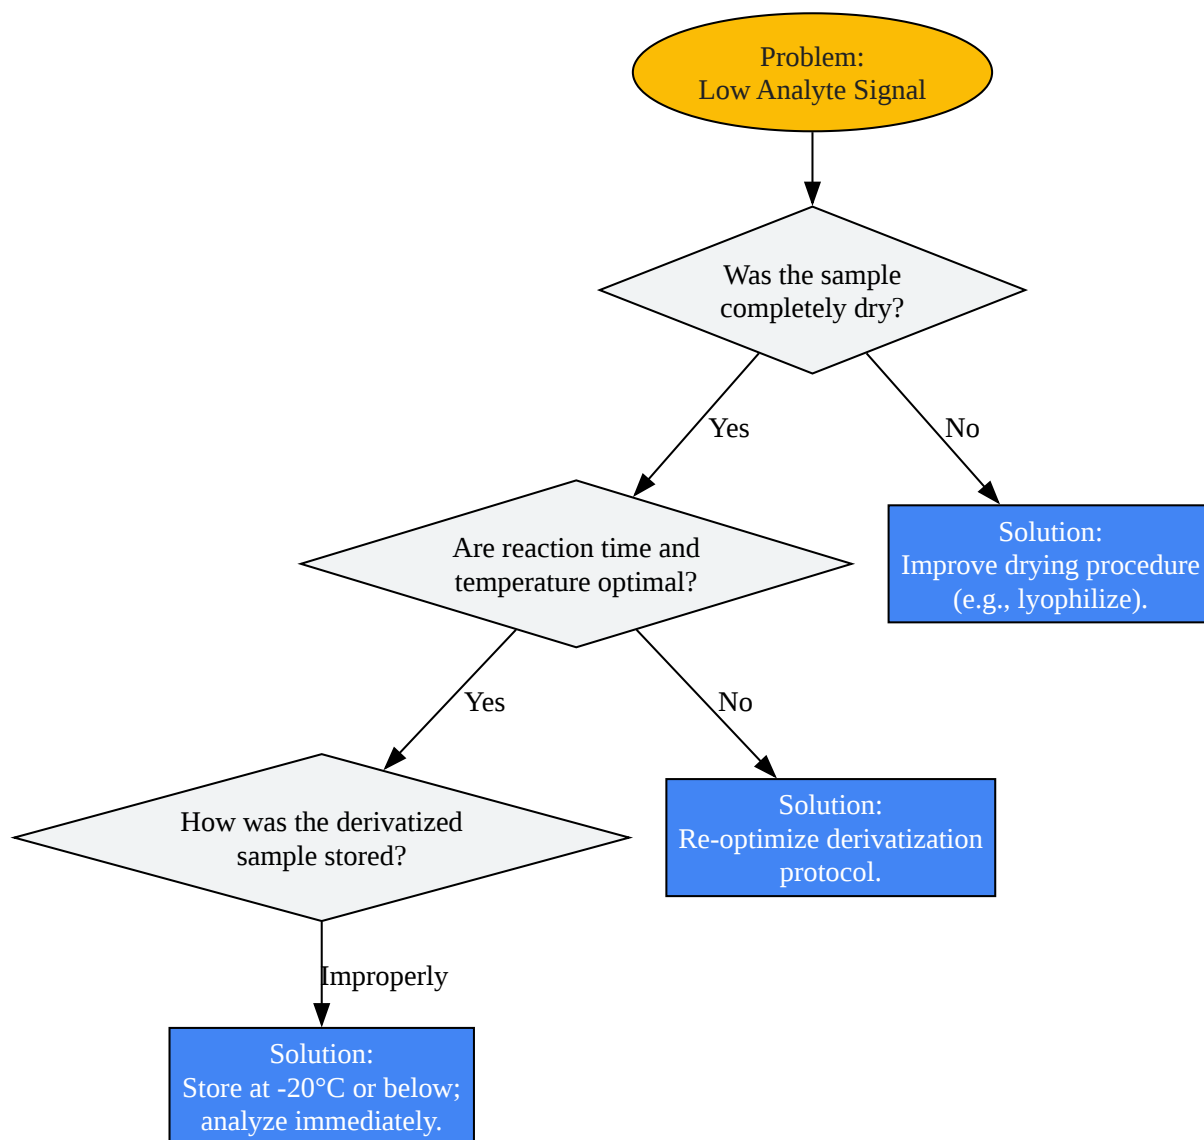 Problem:
Low Analyte Signal
Was the sample
completely dry?
Yes
No
Are reaction time and
temperature optimal?
Solution:
Improve drying procedure
(e.g., lyophilize).
Yes
No
How was the derivatized
sample stored?
Solution:
Re-optimize derivatization
protocol.
Improperly
Solution:
Store at -20°C or below;
analyze immediately.